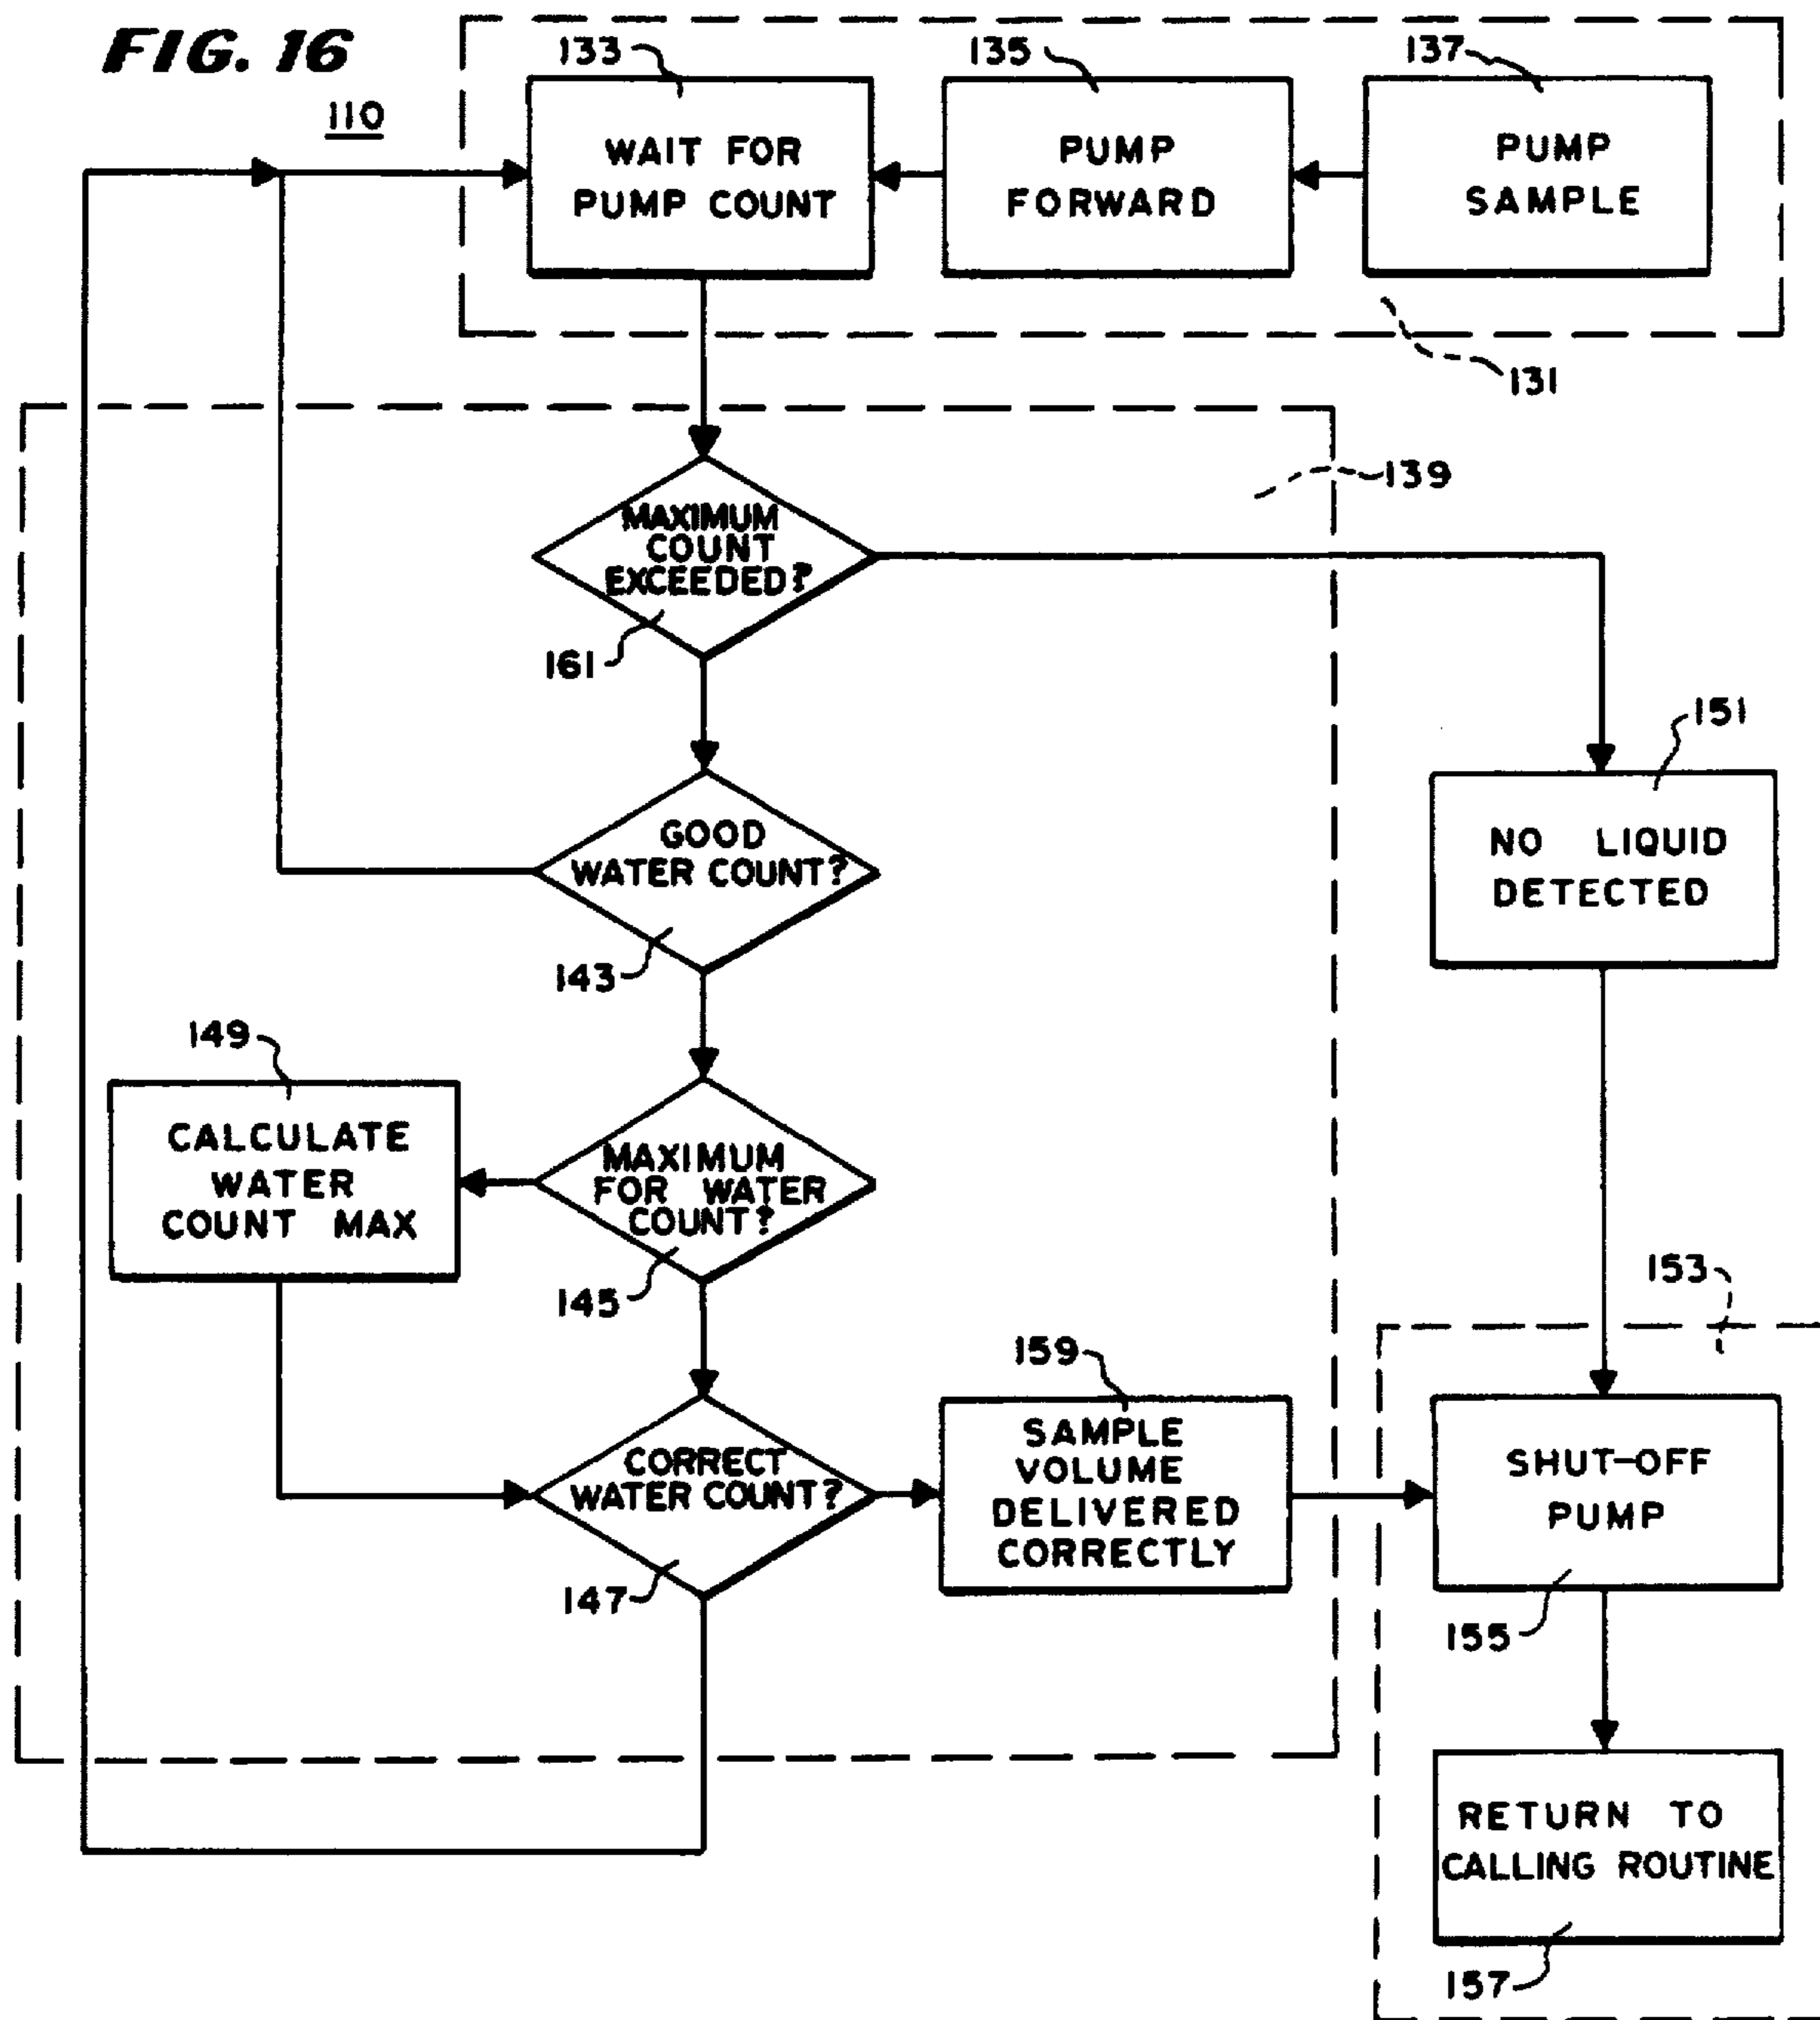 FIG. 16
110
133
135
137
WAIT FOR
PUMP COUNT
PUMP
FORWARD
PUMP
SAMPLE
131
139
MAXIMUM
COUNT
EXCEEDED?
161
151
NO LIQUID
DETECTED
GOOD
WATER COUNT?
143
149
CALCULATE
WATER
COUNT MAX
MAXIMUM
FOR WATER
COUNT?
145
153
159
CORRECT
WATER COUNT?
147
SAMPLE
VOLUME
DELIVERED
CORRECTLY
SHUT-OFF
PUMP
155
RETURN TO
CALLING ROUTINE
157